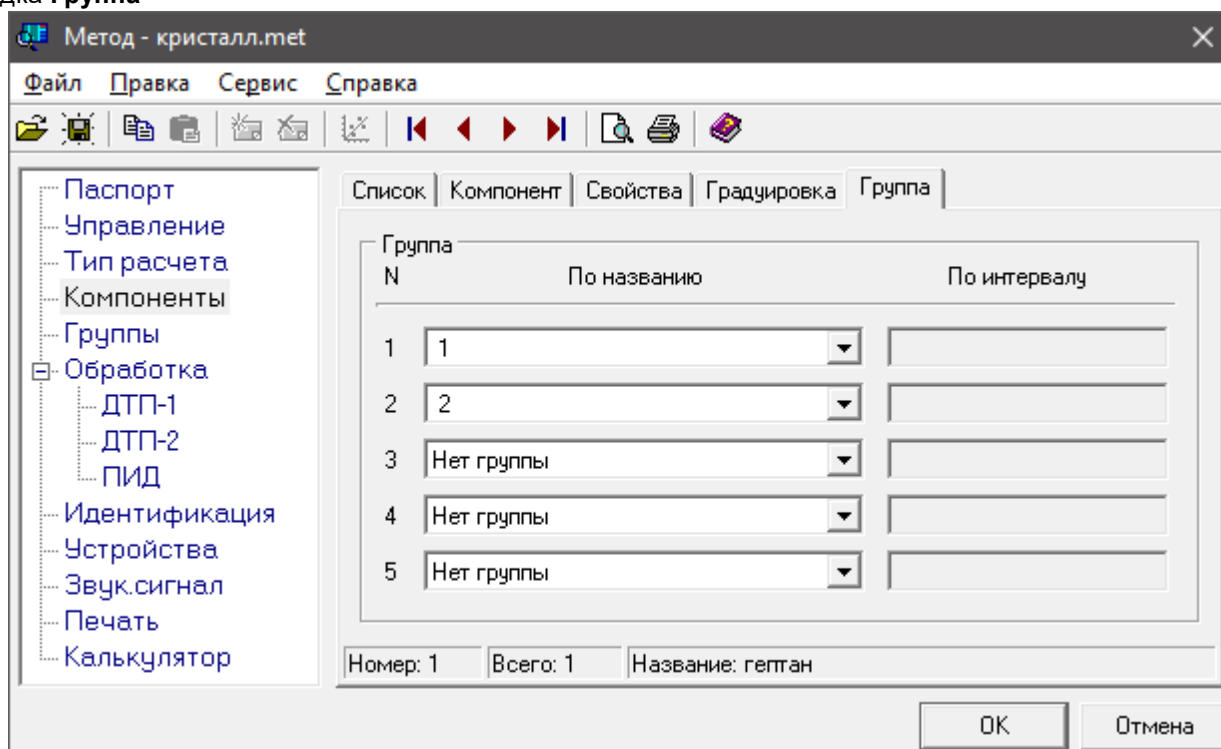 дка Группа
Метод - кристалл.met
Файл Правка Сервис Справка
Паспорт
Управление
Тип расчета
Компоненты
Группы
Обработка
ДТП-1
ДТП-2
ПИД
Идентификация
Устройства
Звук.сигнал
Печать
Калькулятор
Список Компонент Свойства Градуировка Группа
Группа
N По названию По интервалу
1 1
2 2
3 Нет группы
4 Нет группы
5 Нет группы
Номер: 1 Всего: 1 Название: гептан
OK Отмена